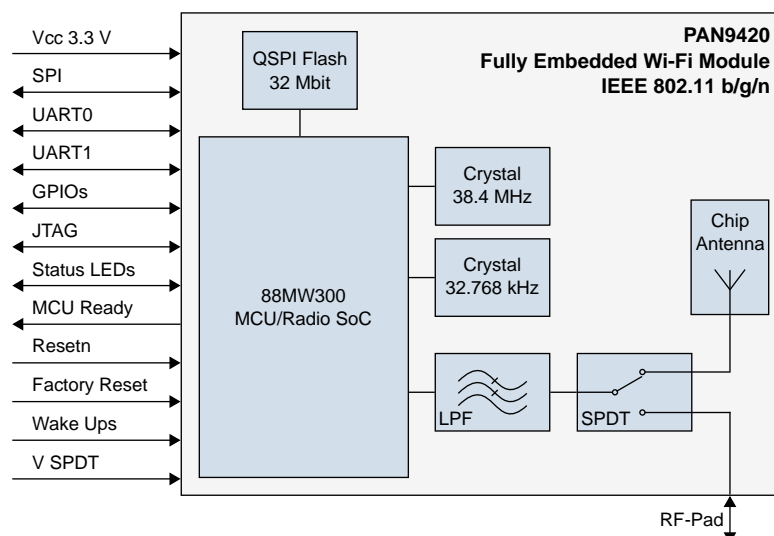 PAN9420
Fully Embedded Wi-Fi Module
IEEE 802.11 b/g/n
Vcc 3.3 V
SPI
UART0
UART1
GPIOs
JTAG
Status LEDs
MCU Ready
Resetn
Factory Reset
Wake Ups
V SPDT
QSPI Flash
32 Mbit
88MW300
MCU/Radio SoC
Crystal
38.4 MHz
Crystal
32.768 kHz
LPF
SPDT
Chip
Antenna
RF-Pad